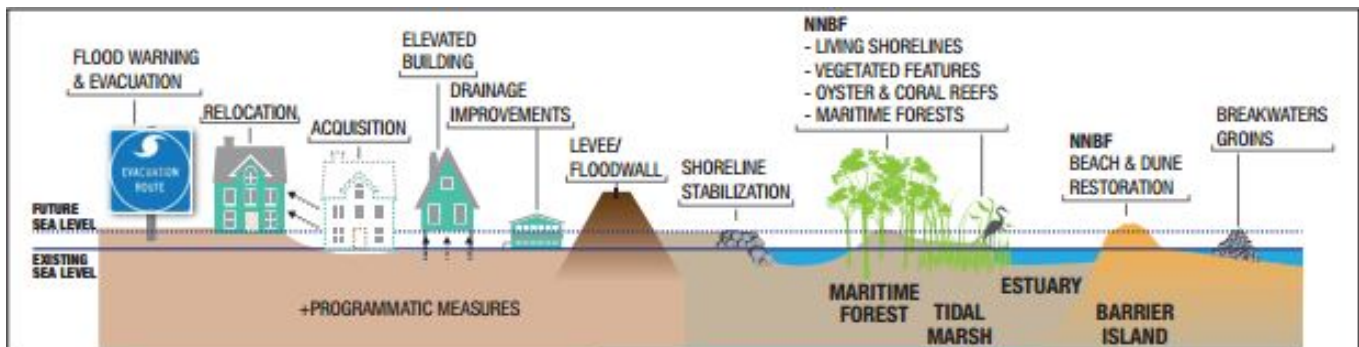 FLOOD WARNING
& EVACUATION
RELOCATION
ACQUISITION
ELEVATED
BUILDING
DRAINAGE
IMPROVEMENTS
LEVEE/
FLOODWALL
SHORELINE
STABILIZATION
NNBF
- LIVING SHORELINES
- VEGETATED FEATURES
- OYSTER & CORAL REEFS
- MARITIME FORESTS
NNBF
BEACH & DUNE
RESTORATION
BREAKWATERS
GROINS
EVACUATION
ROUTE
FUTURE
SEA LEVEL
EXISTING
SEA LEVEL
+PROGRAMMATIC MEASURES
MARITIME
FOREST
TIDAL
MARSH
ESTUARY
BARRIER
ISLAND